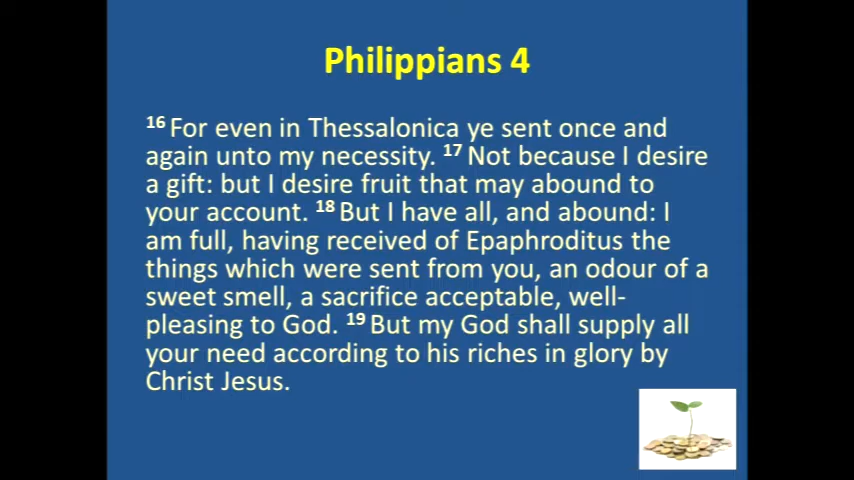 Philippians 4
16 For even in Thessalonica ye sent once and
again unto my necessity. 17 Not because I desire
a gift: but I desire fruit that may abound to
your account. 18 But I have all, and abound: I
am full, having received of Epaphroditus the
things which were sent from you, an odour of a
sweet smell, a sacrifice acceptable, well-
pleasing to God. 19 But my God shall supply all
your need according to his riches in glory by
Christ Jesus.